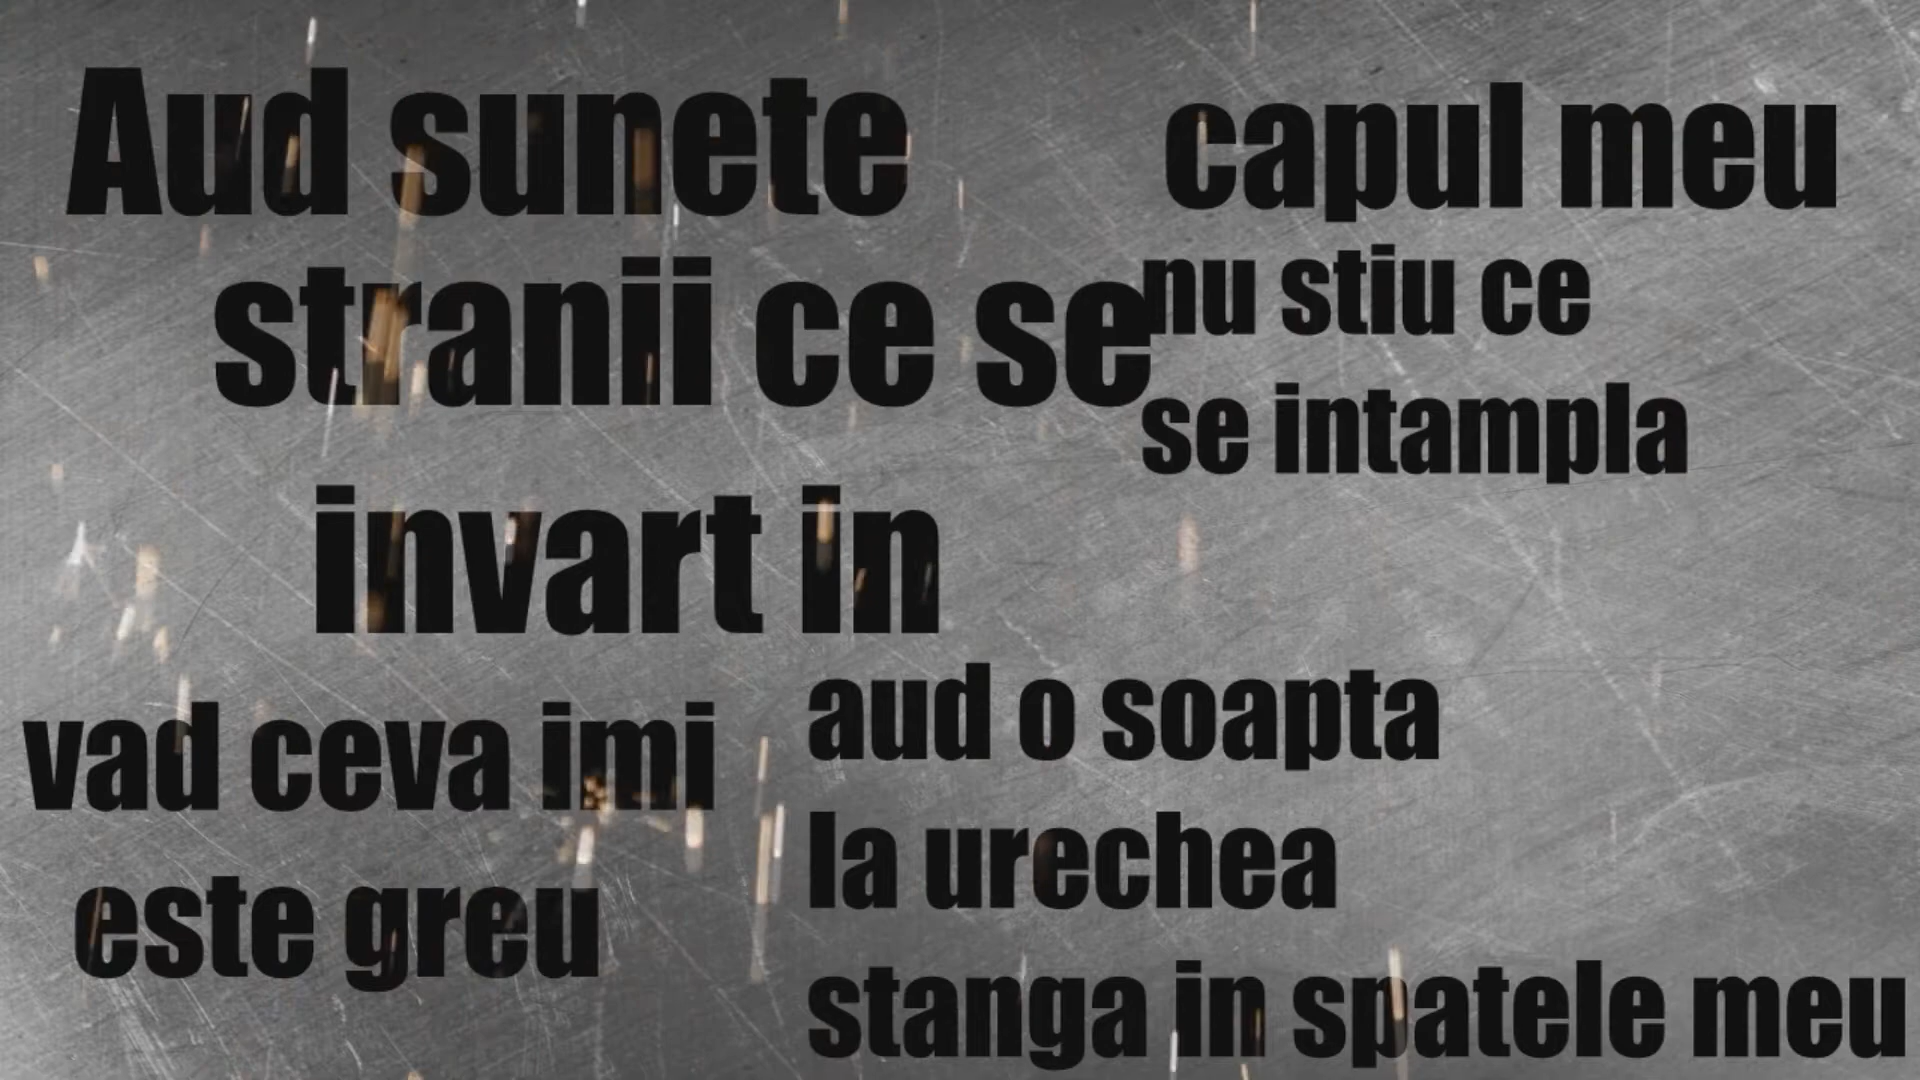 Aud sunete
stranii ce se
invart in
capul meu
nu stiu ce
se intampla
vad ceva imi
este greu
aud o soapta
la urechea
stanga in spatele meu